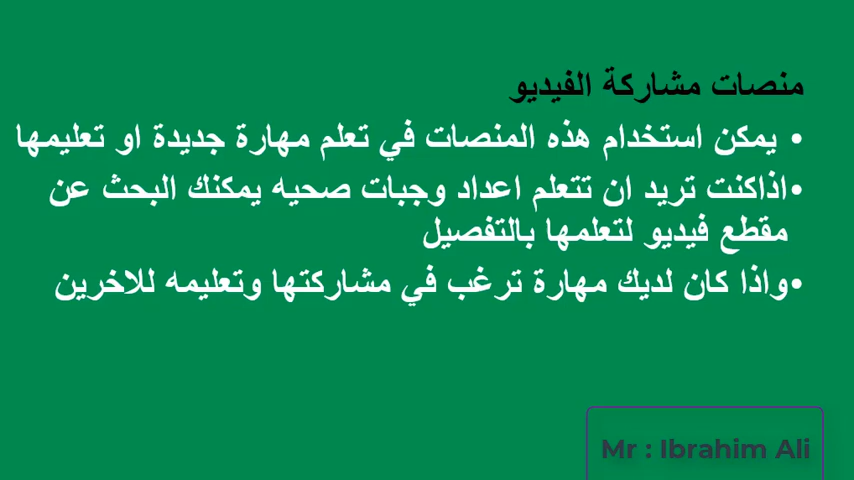 منصات مشاركة الفيديو
• يمكن استخدام هذه المنصات في تعلم مهارة جديدة او تعليمها
•اذاكنت تريد ان تتعلم اعداد وجبات صحيه يمكنك البحث عن
مقطع فيديو لتعلمها بالتفصيل
•واذا كان لديك مهارة ترغب في مشاركتها وتعليمه للاخرين
Mr : Ibrahim Ali